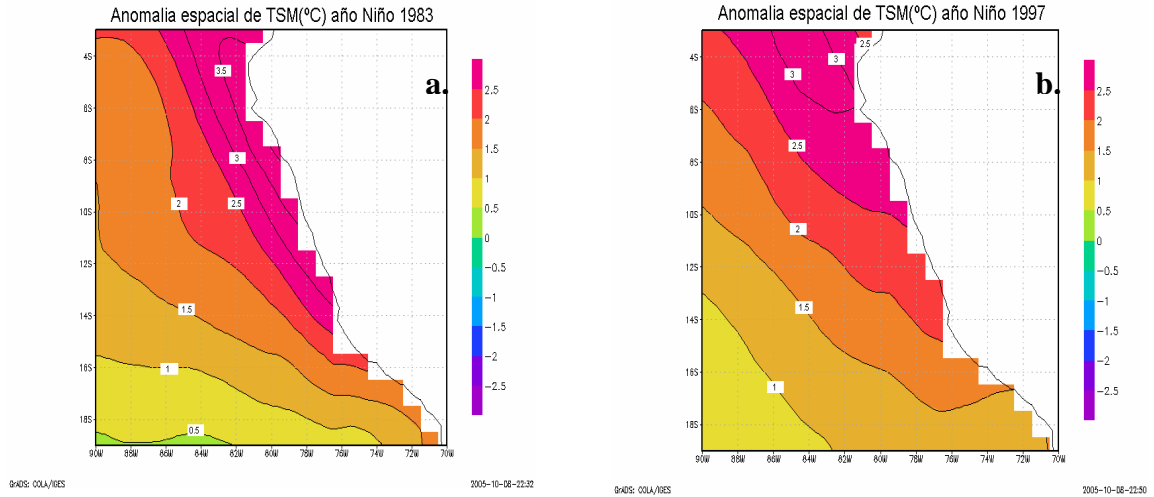 Anomalia espacial de TSM(ºC) año Niño 1983
a.
4S
6S
8S
10S
12S
14S
16S
18S
90W 88W 86W 84W 82W 80W 78W 76W 74W 72W 70W
3.5
3
2.5
2
1.5
1
0.5
2.5
2
1.5
1
0.5
0
−0.5
−1
−1.5
−2
−2.5
GrADS: COLA/IGES
2005-10-08-22:32
Anomalia espacial de TSM(ºC) año Niño 1997
b.
4S
6S
8S
10S
12S
14S
16S
18S
90W 88W 86W 84W 82W 80W 78W 76W 74W 72W 70W
2.5
3
3
2.5
2
1.5
1
2.5
2
1.5
1
0.5
0
−0.5
−1
−1.5
−2
−2.5
GrADS: COLA/IGES
2005-10-08-22:50